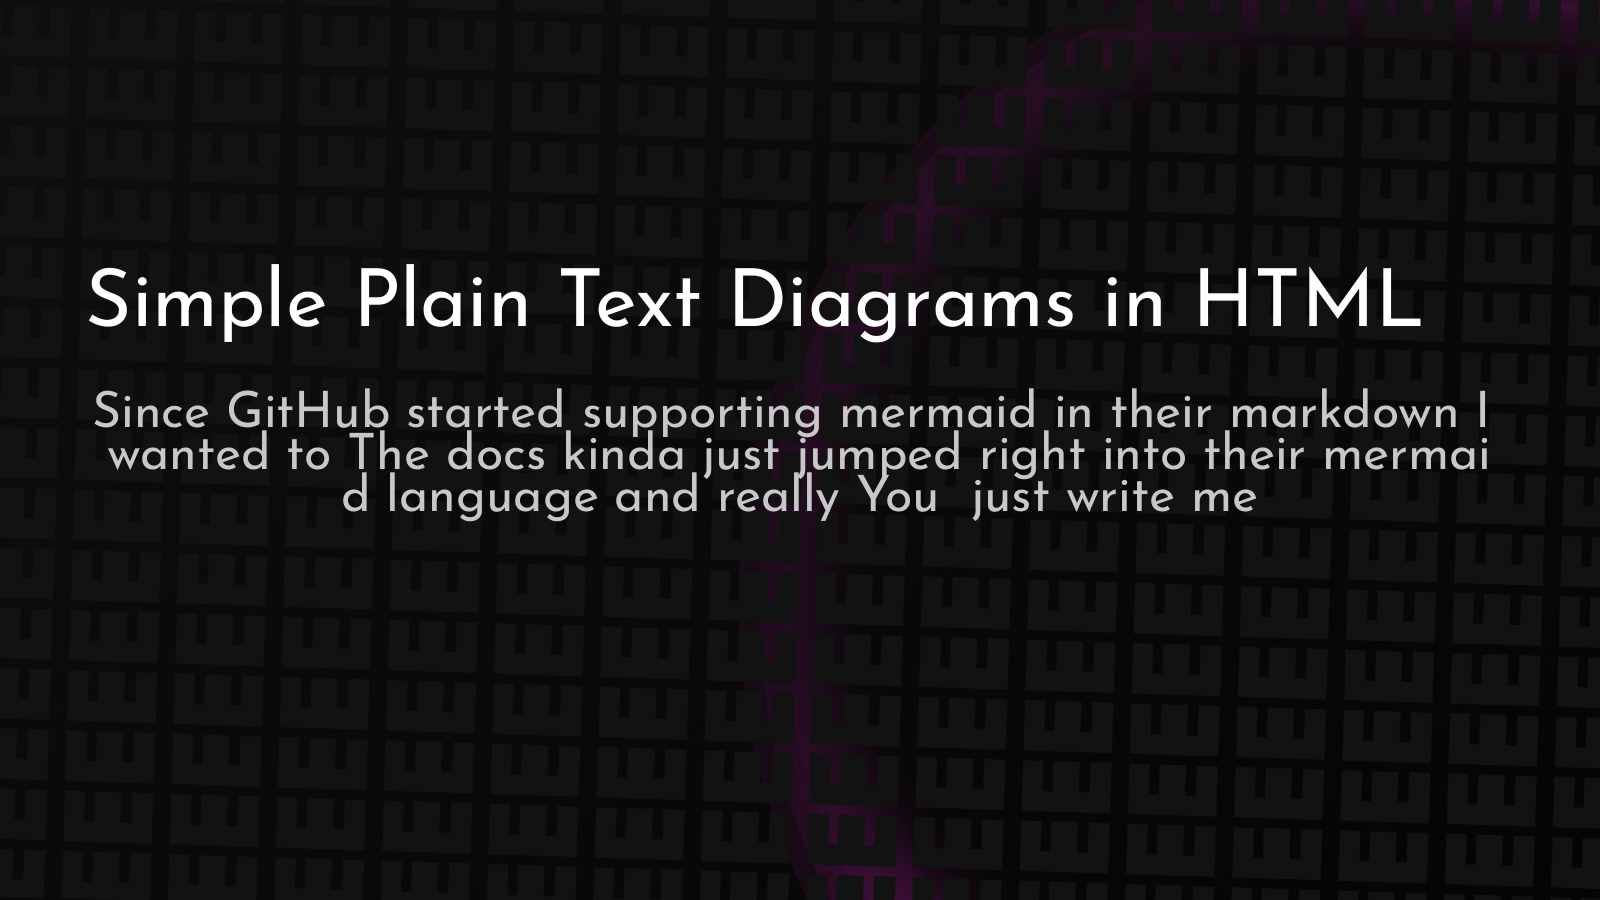 Simple Plain Text Diagrams in HTML
Since GitHub started supporting mermaid in their markdown I
wanted to The docs kinda just jumped right into their mermai
d language and really You  just write me